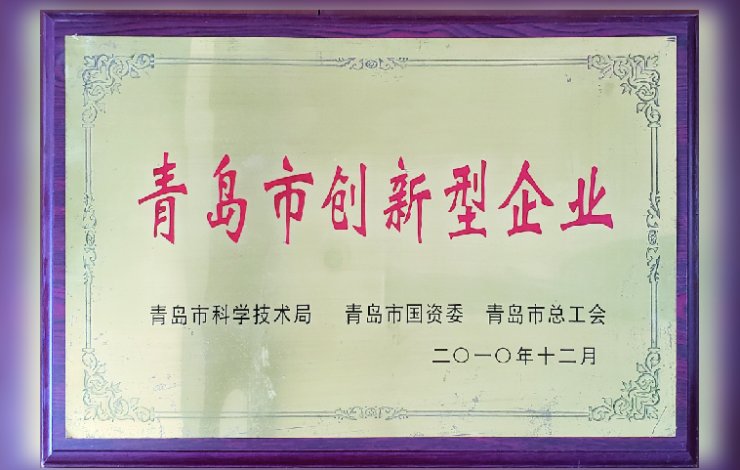 青岛市创新型企业
青岛市科学技术局 青岛市国资委 青岛市总工会
二〇一〇年十二月